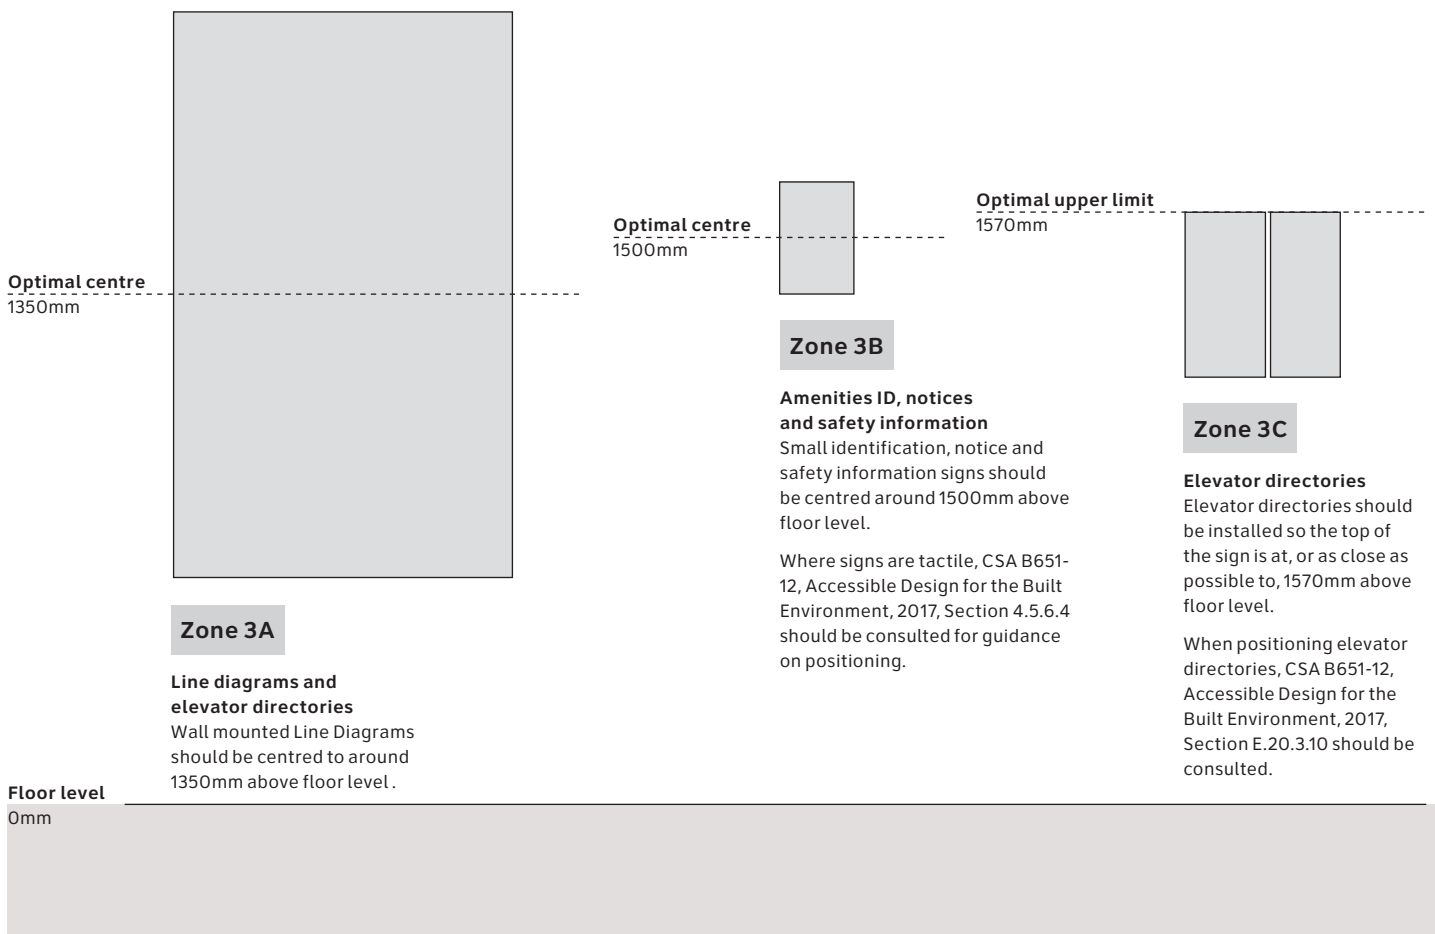 Optimal centre
1350mm
Zone 3A
Line diagrams and
elevator directories
Wall mounted Line Diagrams
should be centred to around
1350mm above floor level .
Optimal centre
1500mm
Zone 3B
Amenities ID, notices
and safety information
Small identification, notice and
safety information signs should
be centred around 1500mm above
floor level.
Where signs are tactile, CSA B651-
12, Accessible Design for the Built
Environment, 2017, Section 4.5.6.4
should be consulted for guidance
on positioning.
Optimal upper limit
1570mm
Zone 3C
Elevator directories
Elevator directories should
be installed so the top of
the sign is at, or as close as
possible to, 1570mm above
floor level.
When positioning elevator
directories, CSA B651-12,
Accessible Design for the
Built Environment, 2017,
Section E.20.3.10 should be
consulted.
Floor level
0mm